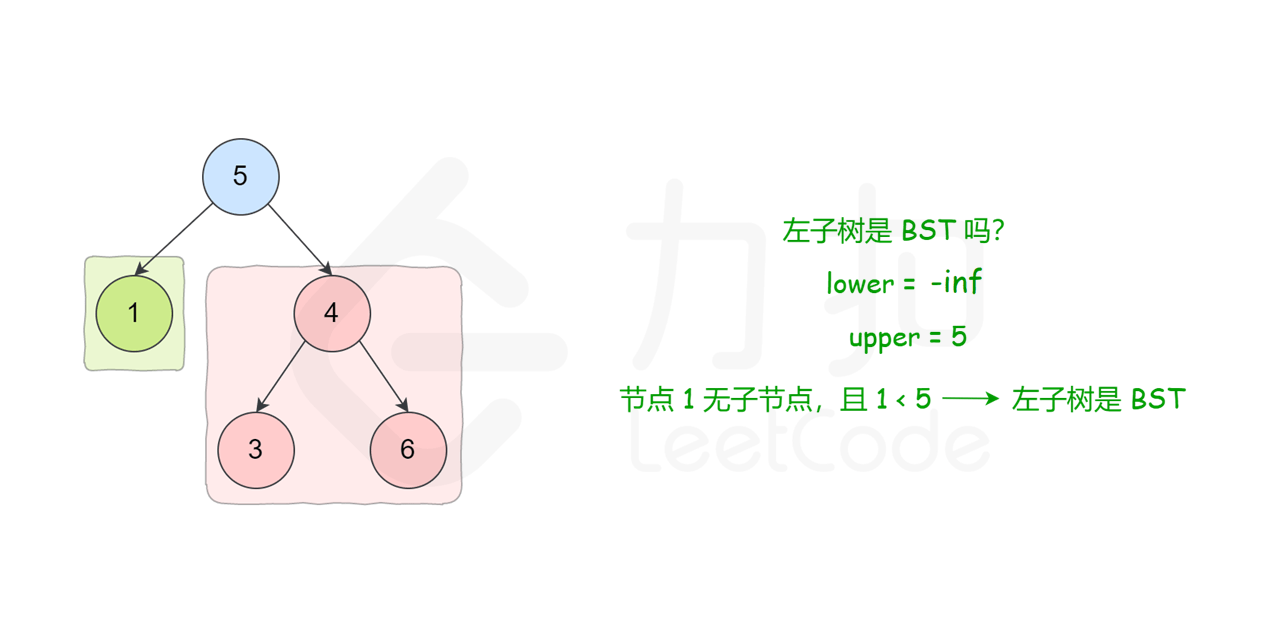 5
1
4
3
6
左子树是 BST 吗？
lower = -inf
upper = 5
节点 1 无子节点，且 1 < 5 → 左子树是 BST
力扣
LeetCode